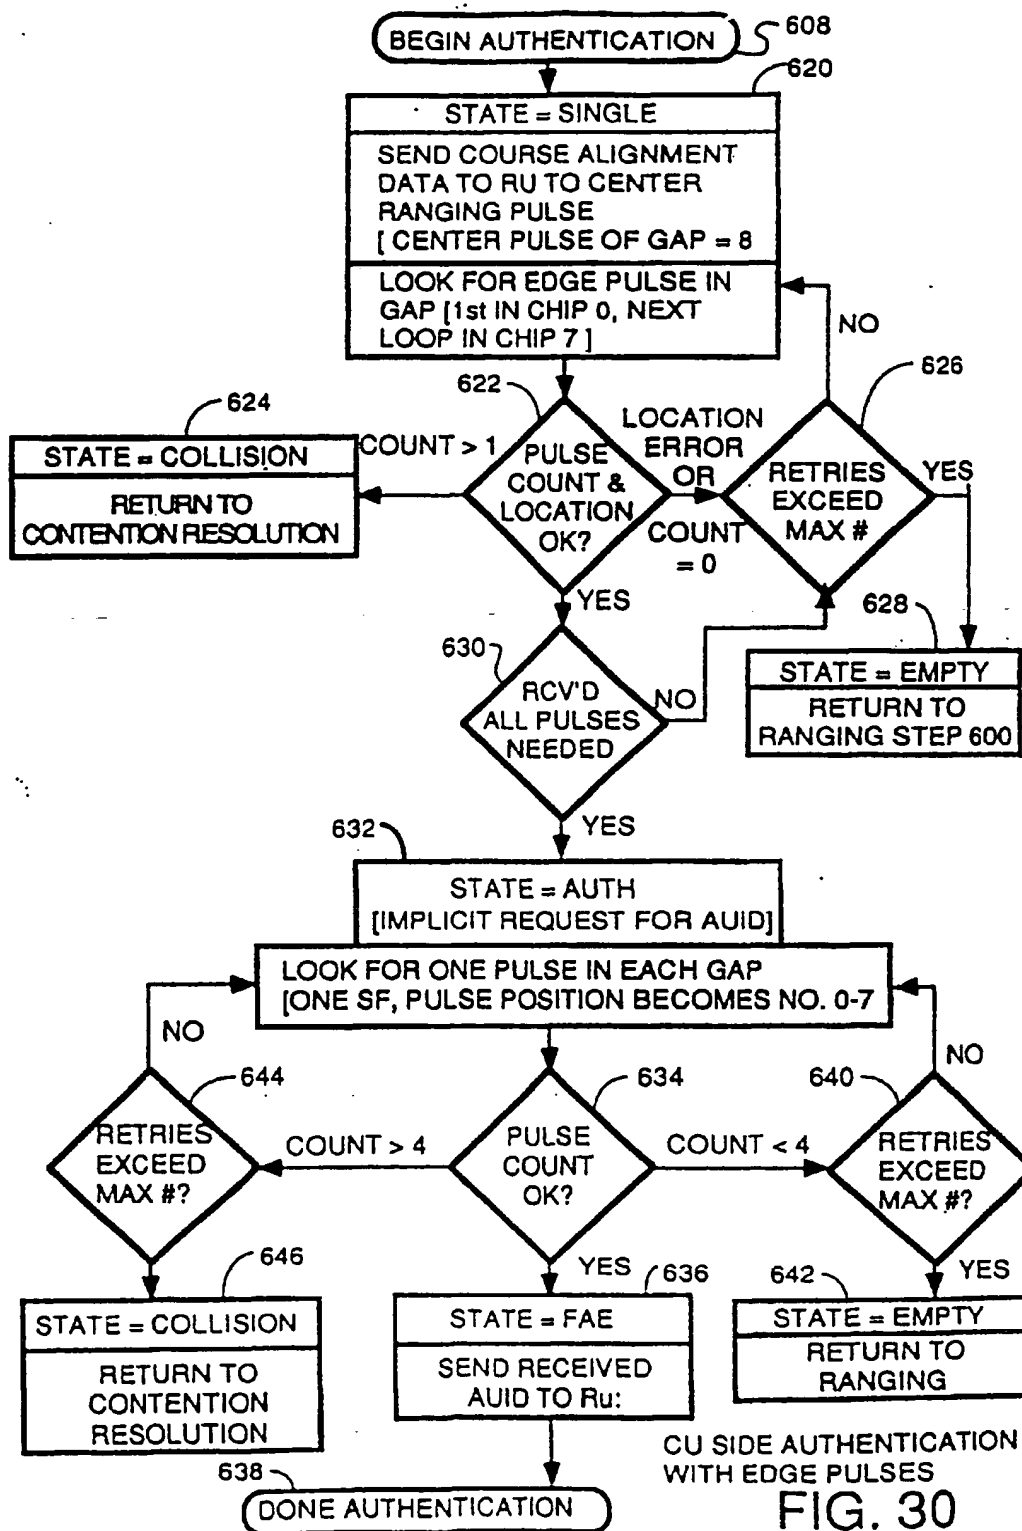 BEGIN AUTHENTICATION
608
620
STATE = SINGLE
SEND COURSE ALIGNMENT
DATA TO RU TO CENTER
RANGING PULSE
[ CENTER PULSE OF GAP = 8
LOOK FOR EDGE PULSE IN
GAP [1st IN CHIP 0, NEXT
LOOP IN CHIP 7 ]
NO
622
626
624
STATE = COLLISION
RETURN TO
CONTENTION RESOLUTION
COUNT > 1
PULSE
COUNT &
LOCATION
OK?
LOCATION
ERROR
OR
COUNT
= 0
RETRIES
EXCEED
MAX #
YES
YES
628
STATE = EMPTY
RETURN TO
RANGING STEP 600
630
RCV'D
ALL PULSES
NEEDED
NO
YES
632
STATE = AUTH
[IMPLICIT REQUEST FOR AUID]
LOOK FOR ONE PULSE IN EACH GAP
[ONE SF, PULSE POSITION BECOMES NO. 0-7
NO
NO
644
634
640
RETRIES
EXCEED
MAX #?
COUNT > 4
PULSE
COUNT
OK?
COUNT < 4
RETRIES
EXCEED
MAX #?
646
YES
636
642
YES
STATE = COLLISION
RETURN TO
CONTENTION
RESOLUTION
STATE = FAE
SEND RECEIVED
AUID TO Ru:
STATE = EMPTY
RETURN TO
RANGING
638
DONE AUTHENTICATION
CU SIDE AUTHENTICATION
WITH EDGE PULSES
FIG. 30